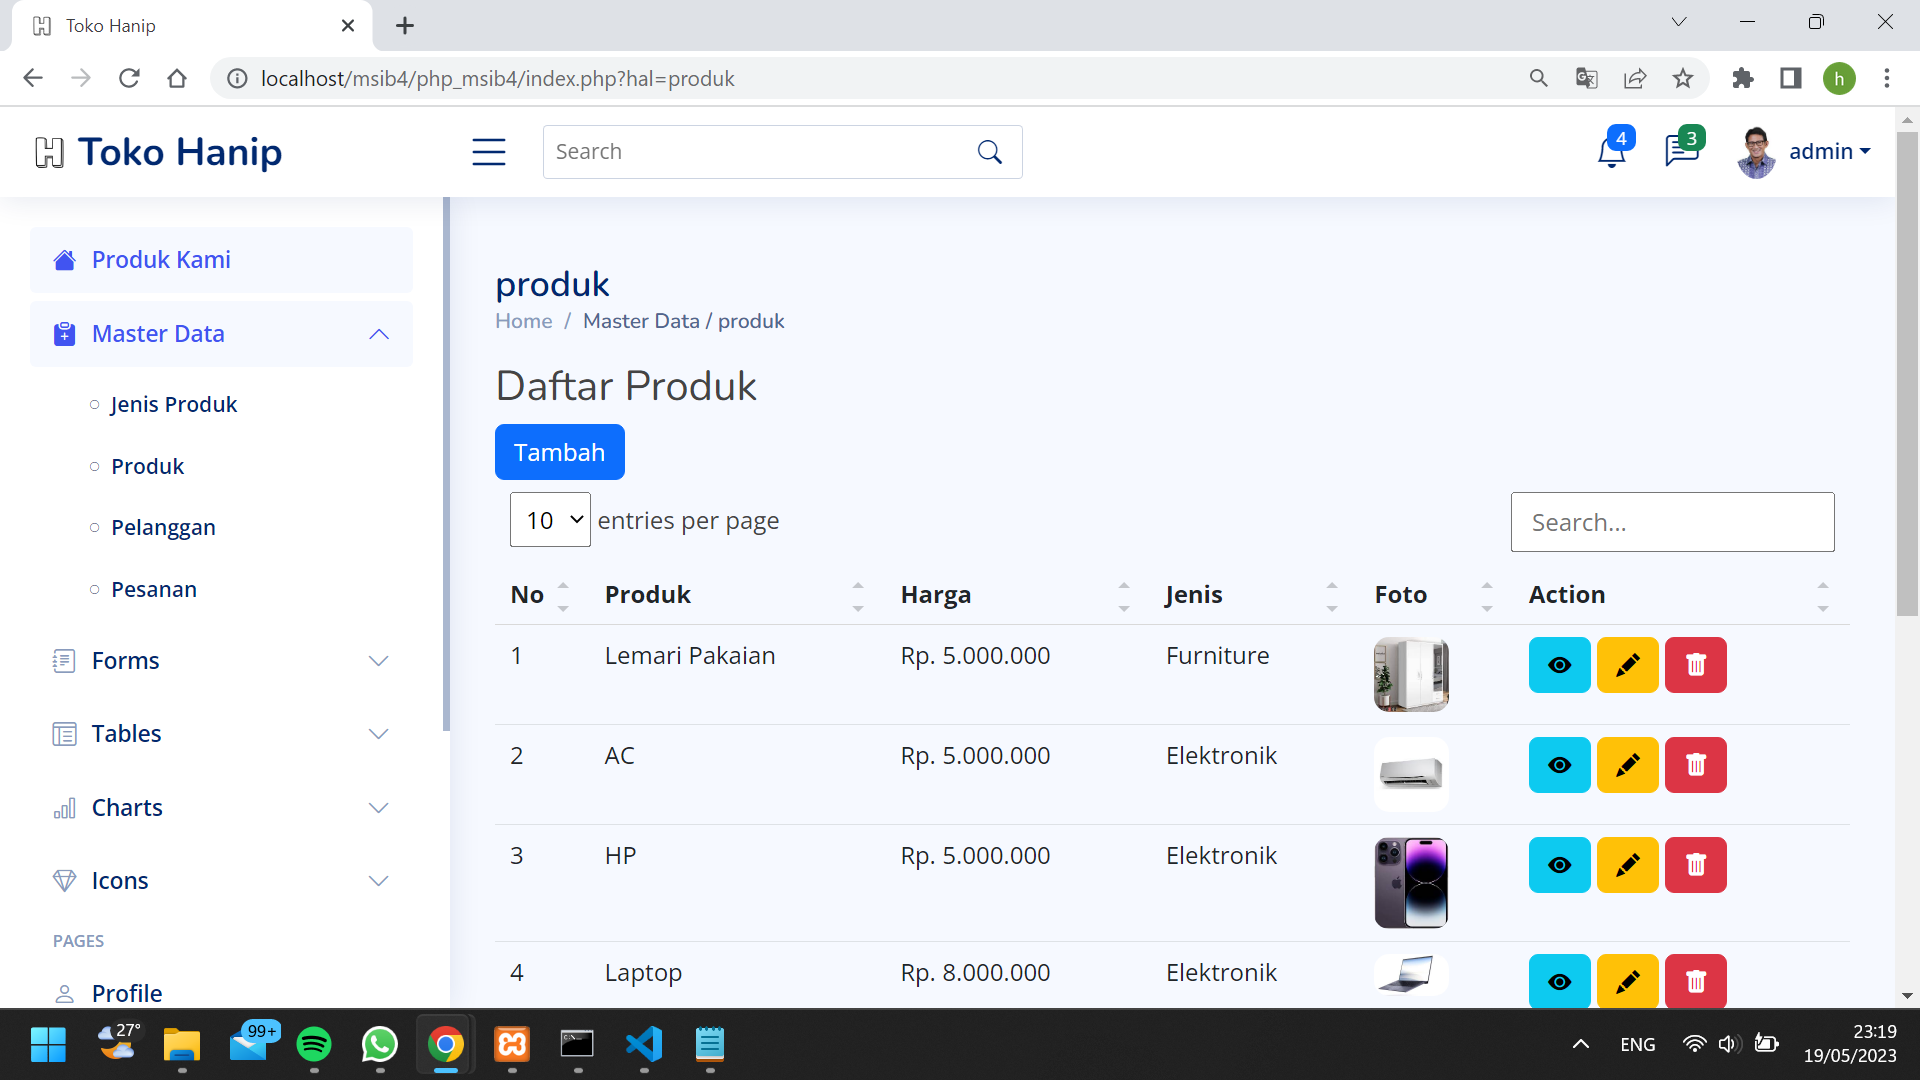 Toko Hanip
localhost/msib4/php_msib4/index.php?hal=produk
h
Toko Hanip
Search
4
3
admin
Produk Kami
Master Data
Jenis Produk
Produk
Pelanggan
Pesanan
Forms
Tables
Charts
Icons
PAGES
Profile
produk
Home / Master Data / produk
Daftar Produk
Tambah
10 entries per page
Search...
No Produk Harga Jenis Foto Action
1 Lemari Pakaian Rp. 5.000.000 Furniture
2 AC Rp. 5.000.000 Elektronik
3 HP Rp. 5.000.000 Elektronik
4 Laptop Rp. 8.000.000 Elektronik
27°
99+
ENG
23:19
19/05/2023